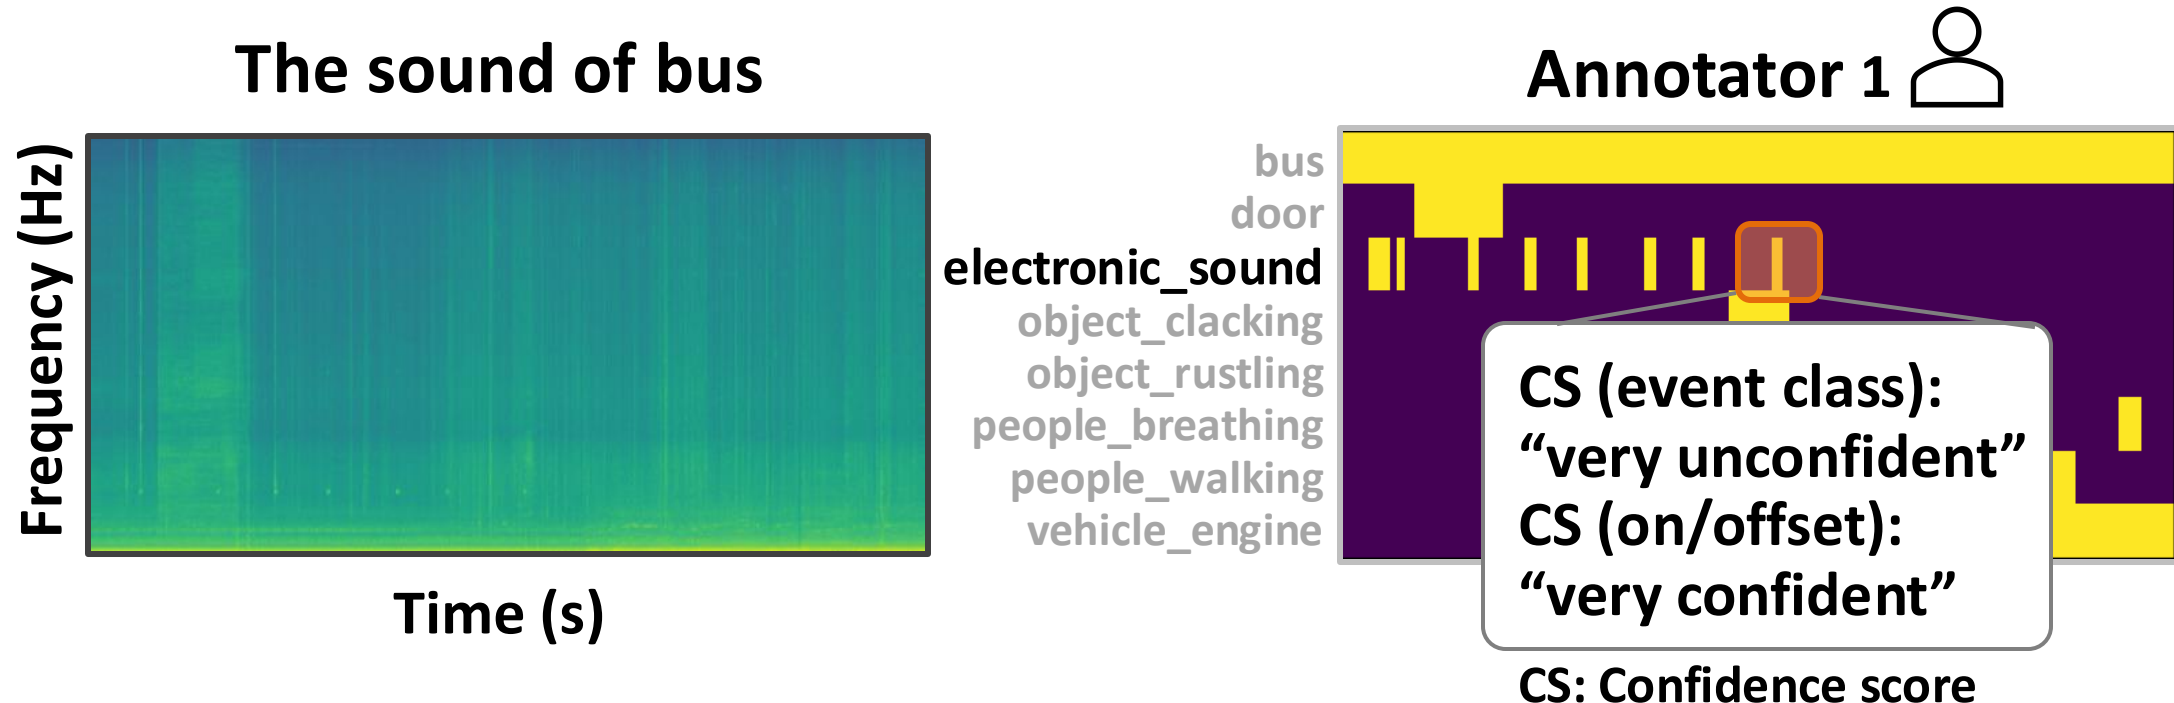 The sound of bus
Frequency (Hz)
Time (s)
Annotator 1
bus
door
electronic_sound
object_clacking
object_rustling
people_breathing
people_walking
vehicle_engine
CS (event class):
“very unconfident”
CS (on/offset):
“very confident”
CS: Confidence score